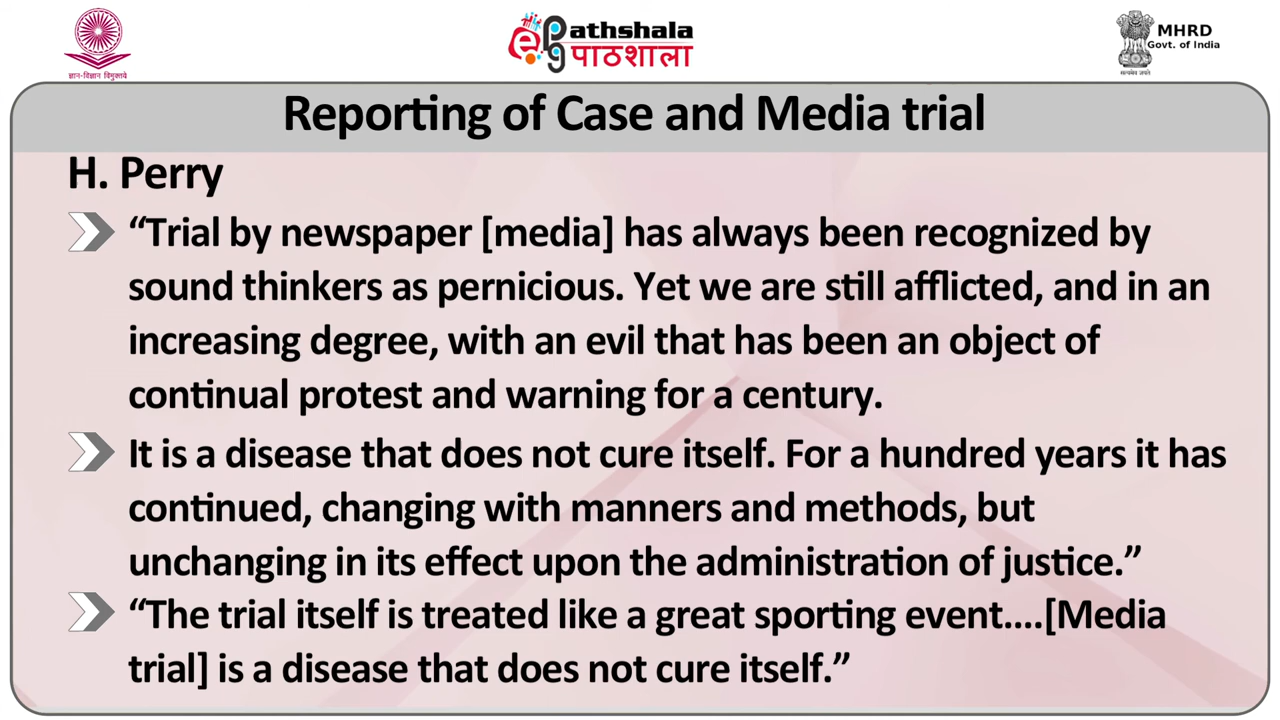 ज्ञान-विज्ञान विमुक्तये
ePgathshala
पाठशाला
MHRD
Govt. of India
सत्यमेव जयते
Reporting of Case and Media trial
H. Perry
“Trial by newspaper [media] has always been recognized by
sound thinkers as pernicious. Yet we are still afflicted, and in an
increasing degree, with an evil that has been an object of
continual protest and warning for a century.
It is a disease that does not cure itself. For a hundred years it has
continued, changing with manners and methods, but
unchanging in its effect upon the administration of justice.”
“The trial itself is treated like a great sporting event....[Media
trial] is a disease that does not cure itself.”